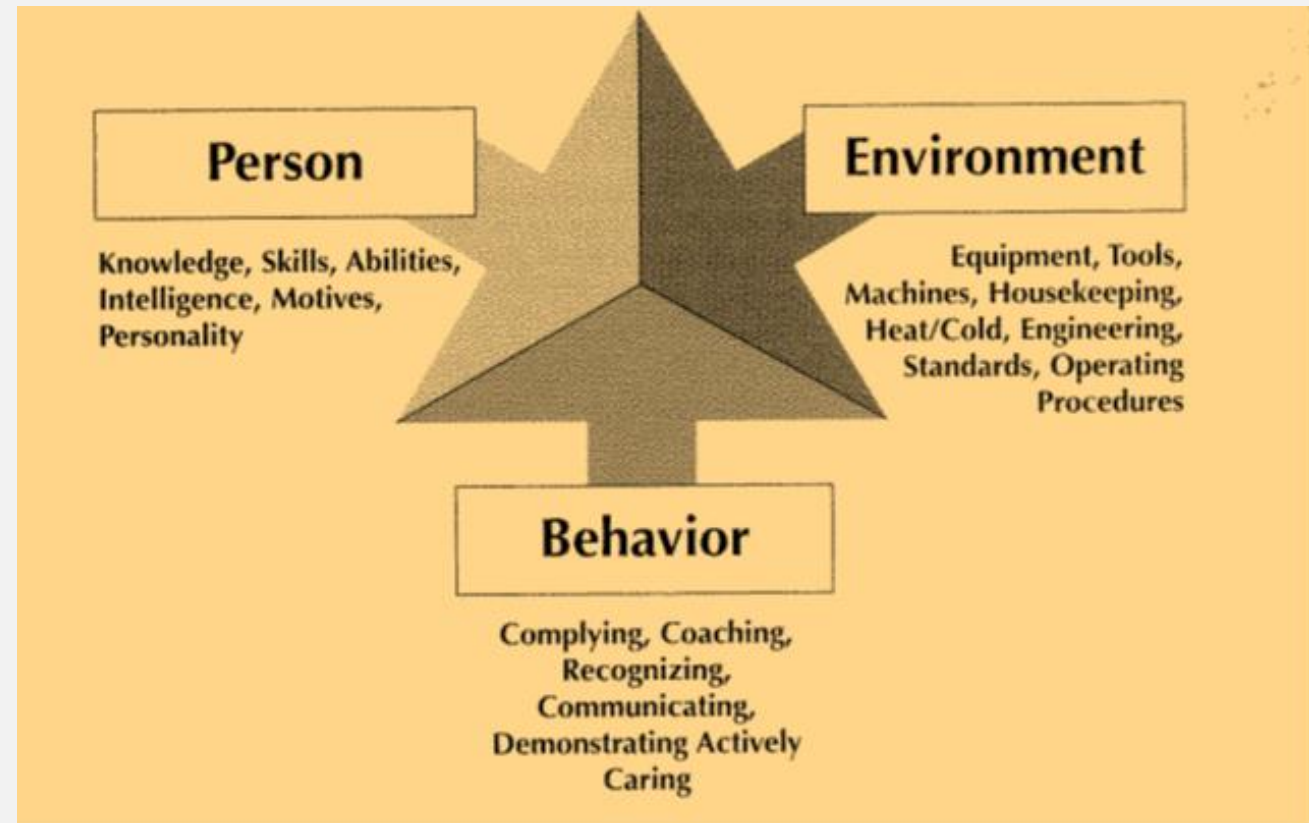 Person
Knowledge, Skills, Abilities,
Intelligence, Motives,
Personality
Environment
Equipment, Tools,
Machines, Housekeeping,
Heat/Cold, Engineering,
Standards, Operating
Procedures
Behavior
Complying, Coaching,
Recognizing,
Communicating,
Demonstrating Actively
Caring